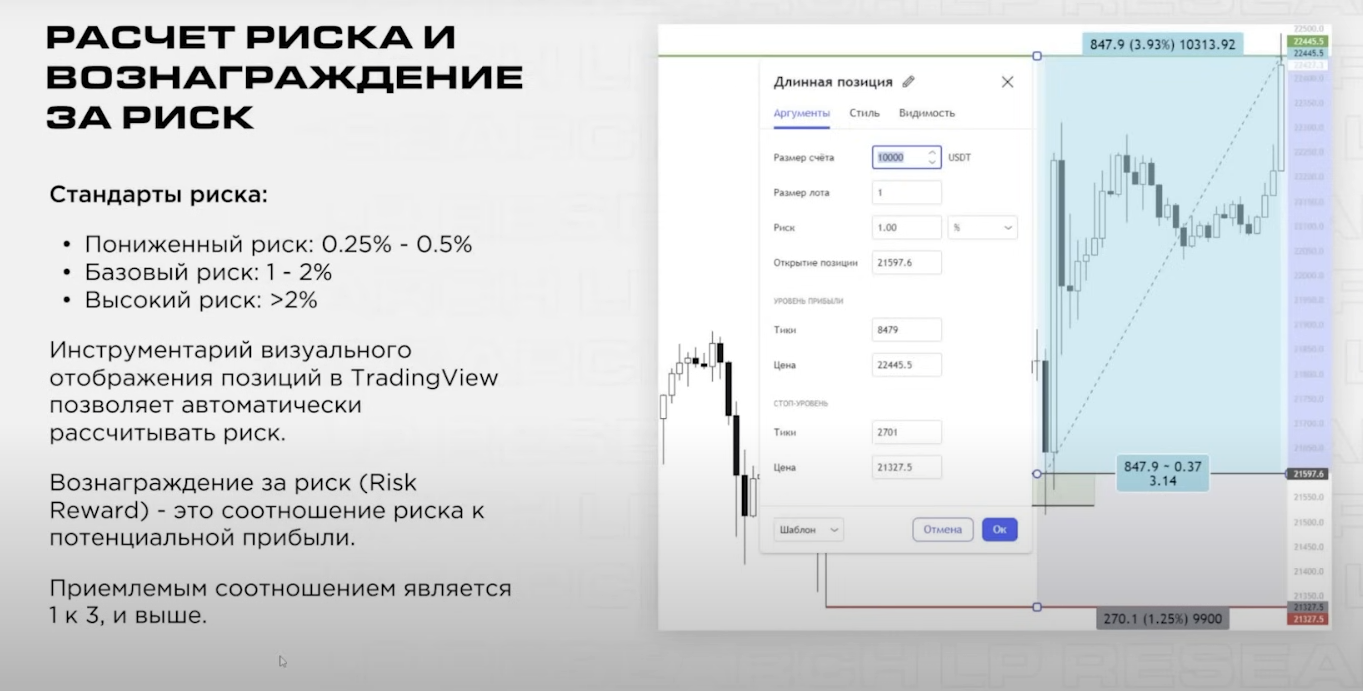 РАСЧЕТ РИСКА И
ВОЗНАГРАЖДЕНИЕ
ЗА РИСК
Стандарты риска:
• Пониженный риск: 0.25% - 0.5%
• Базовый риск: 1 - 2%
• Высокий риск: >2%
Инструментарий визуального
отображения позиций в TradingView
позволяет автоматически
рассчитывать риск.
Вознаграждение за риск (Risk
Reward) - это соотношение риска к
потенциальной прибыли.
Приемлемым соотношением является
1 к 3, и выше.
847.9 (3.93%) 10313.92
Длинная позиция
Аргументы Стиль Видимость
Размер счёта 10000 USDT
Размер лота 1
Риск 1.00 %
Открытие позиции 21597.6
УРОВЕНЬ ПРИБЫЛИ
Тики 8479
Цена 22445.5
СТОП-УРОВЕНЬ
Тики 2701
Цена 21327.5
Шаблон Отмена Ок
847.9 ~ 0.37
3.14
270.1 (1.25%) 9900
22500.0
22445.5
22445.5
21597.6
21550.0
21500.0
21450.0
21400.0
21350.0
21327.5
21327.5